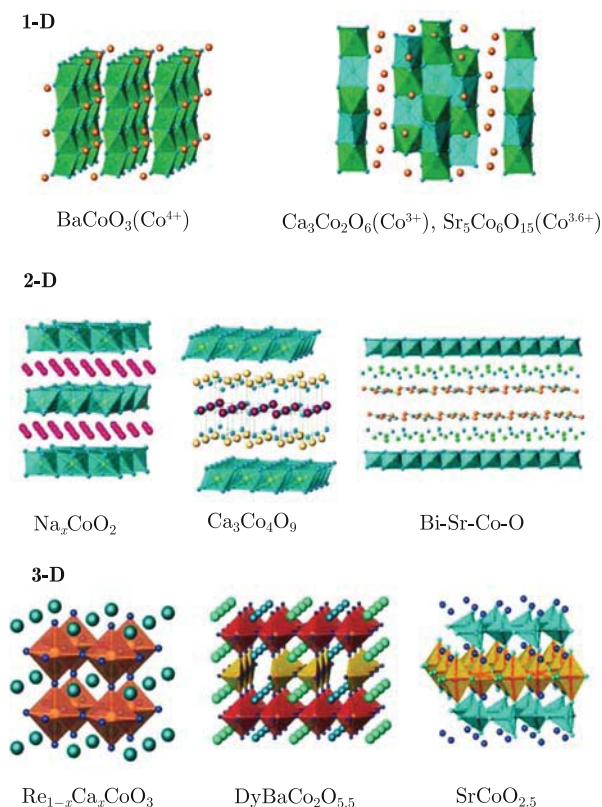 1-D
BaCoO₃(Co⁴⁺)
Ca₃Co₂O₆(Co³⁺), Sr₅Co₆O₁₅(Co³·⁶⁺)
2-D
NaₓCoO₂
Ca₃Co₄O₉
Bi-Sr-Co-O
3-D
Re₁₋ₓCaₓCoO₃
DyBaCo₂O₅.₅
SrCoO₂.₅